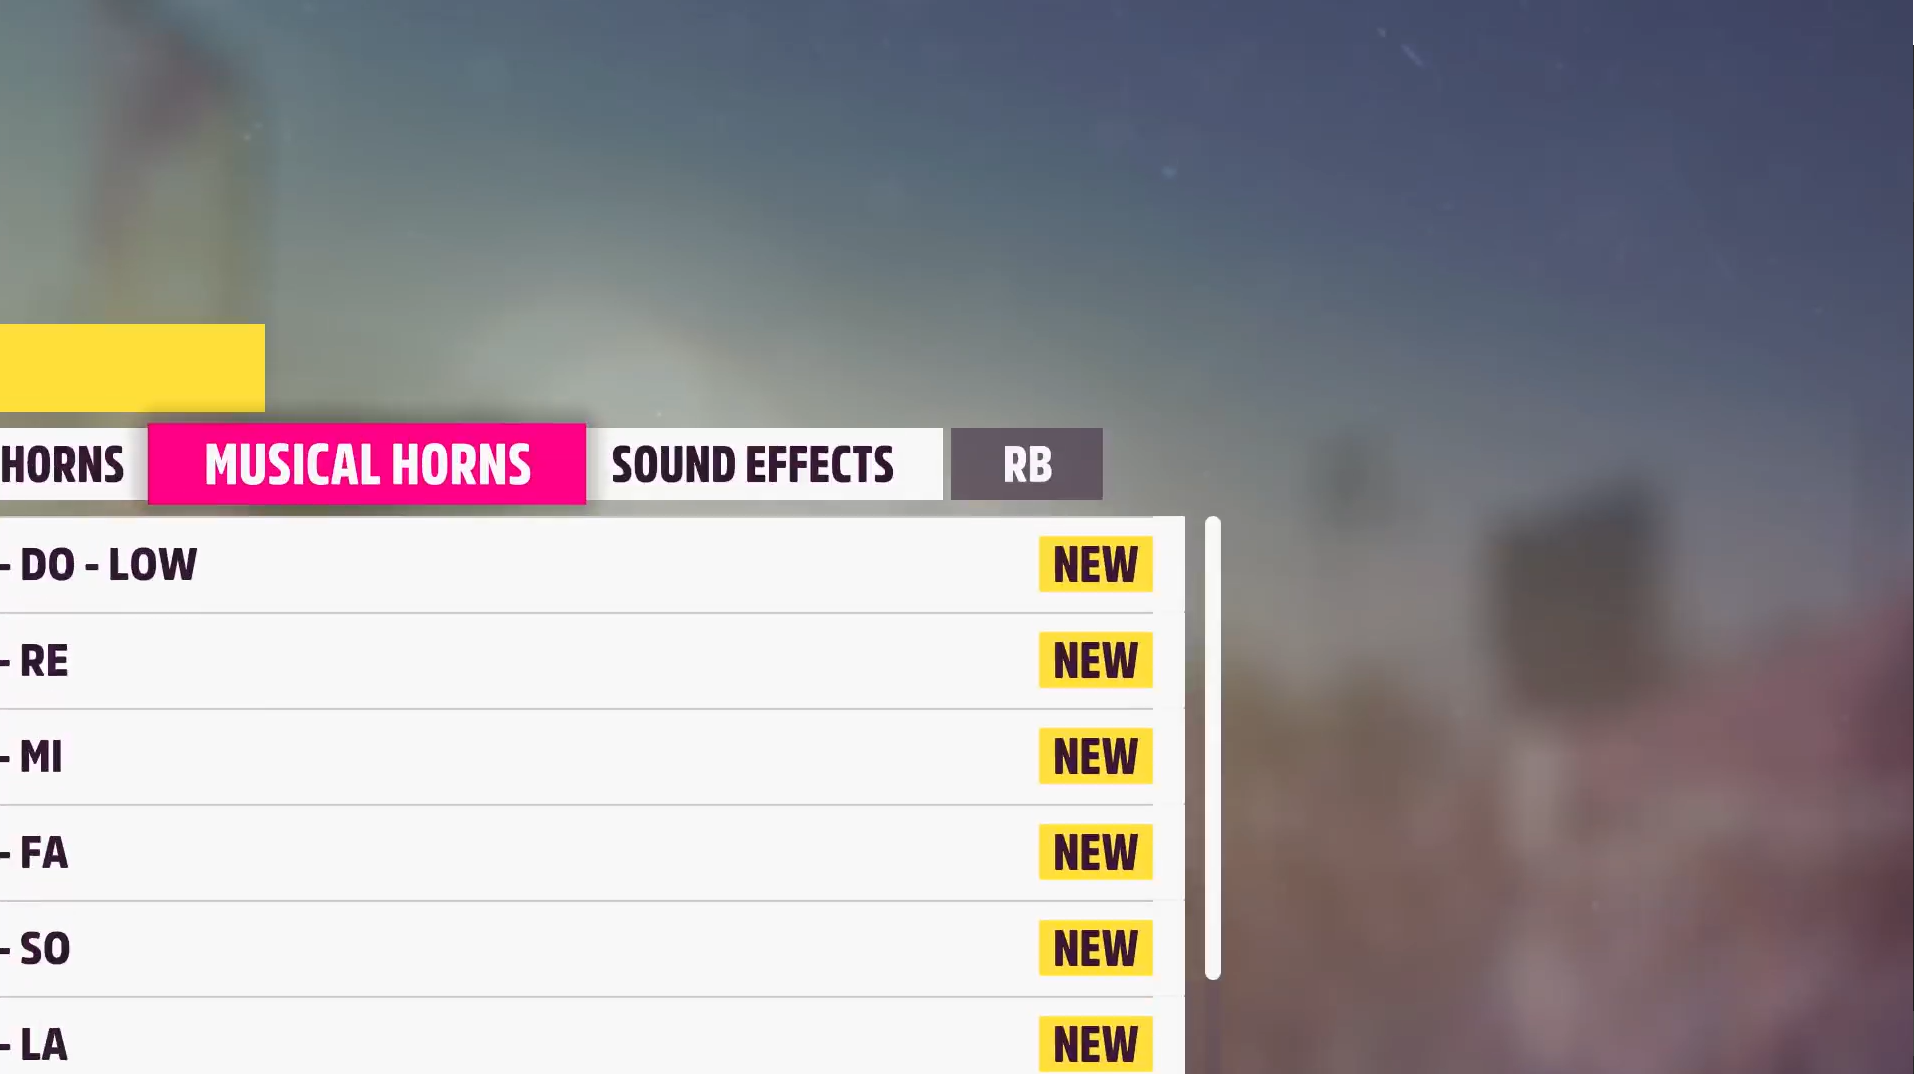 HORNS MUSICAL HORNS SOUND EFFECTS RB
- DO - LOW NEW
- RE NEW
- MI NEW
- FA NEW
- SO NEW
- LA NEW